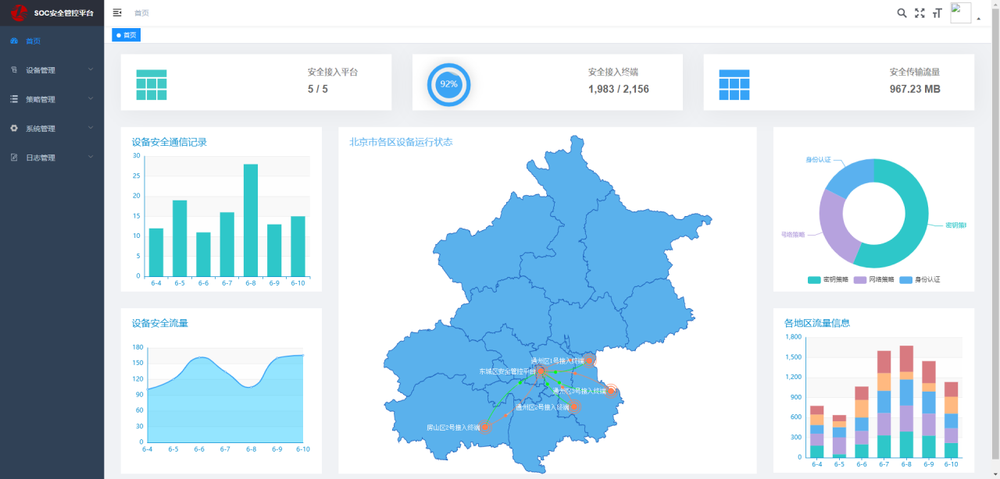 SOC安全管控平台
首页
设备管理
策略管理
系统管理
日志管理
首页
首页
安全接入平台
5 / 5
92%
安全接入终端
1,983 / 2,156
安全传输流量
967.23 MB
设备安全通信记录
30
25
20
15
10
5
0
6-4 6-5 6-6 6-7 6-8 6-9 6-10
设备安全流量
180
150
120
90
60
30
0
6-4 6-5 6-6 6-7 6-8 6-9 6-10
北京市各区设备运行状态
通州区1号接入终端
东城区安全管控平台
通州区3号接入终端
通州区2号接入终端
房山区2号接入终端
身份认证
密钥策略
网络策略
密钥策略 网络策略 身份认证
各地区流量信息
1,800
1,500
1,200
900
600
300
0
6-4 6-5 6-6 6-7 6-8 6-9 6-10